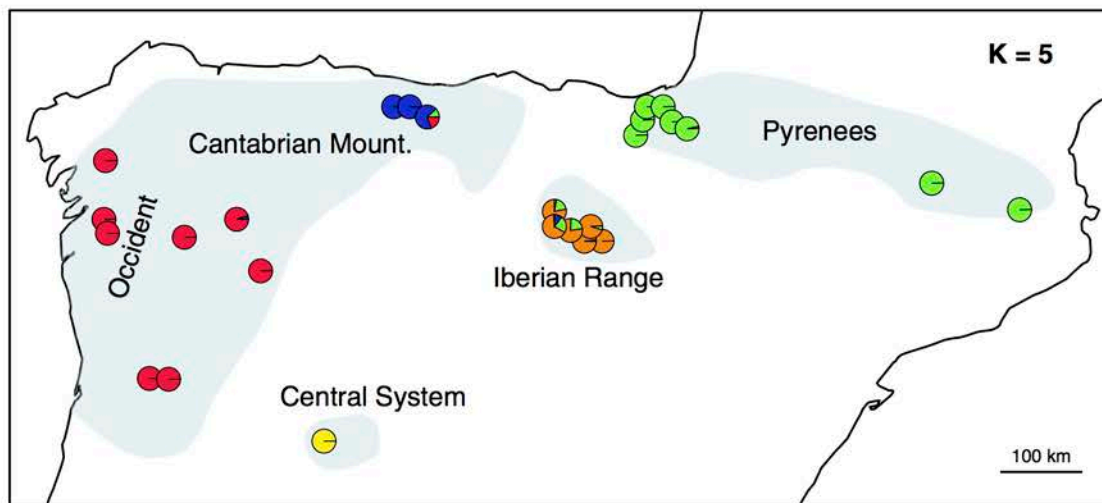 K = 5
Cantabrian Mount.
Pyrenees
Occident
Iberian Range
Central System
100 km